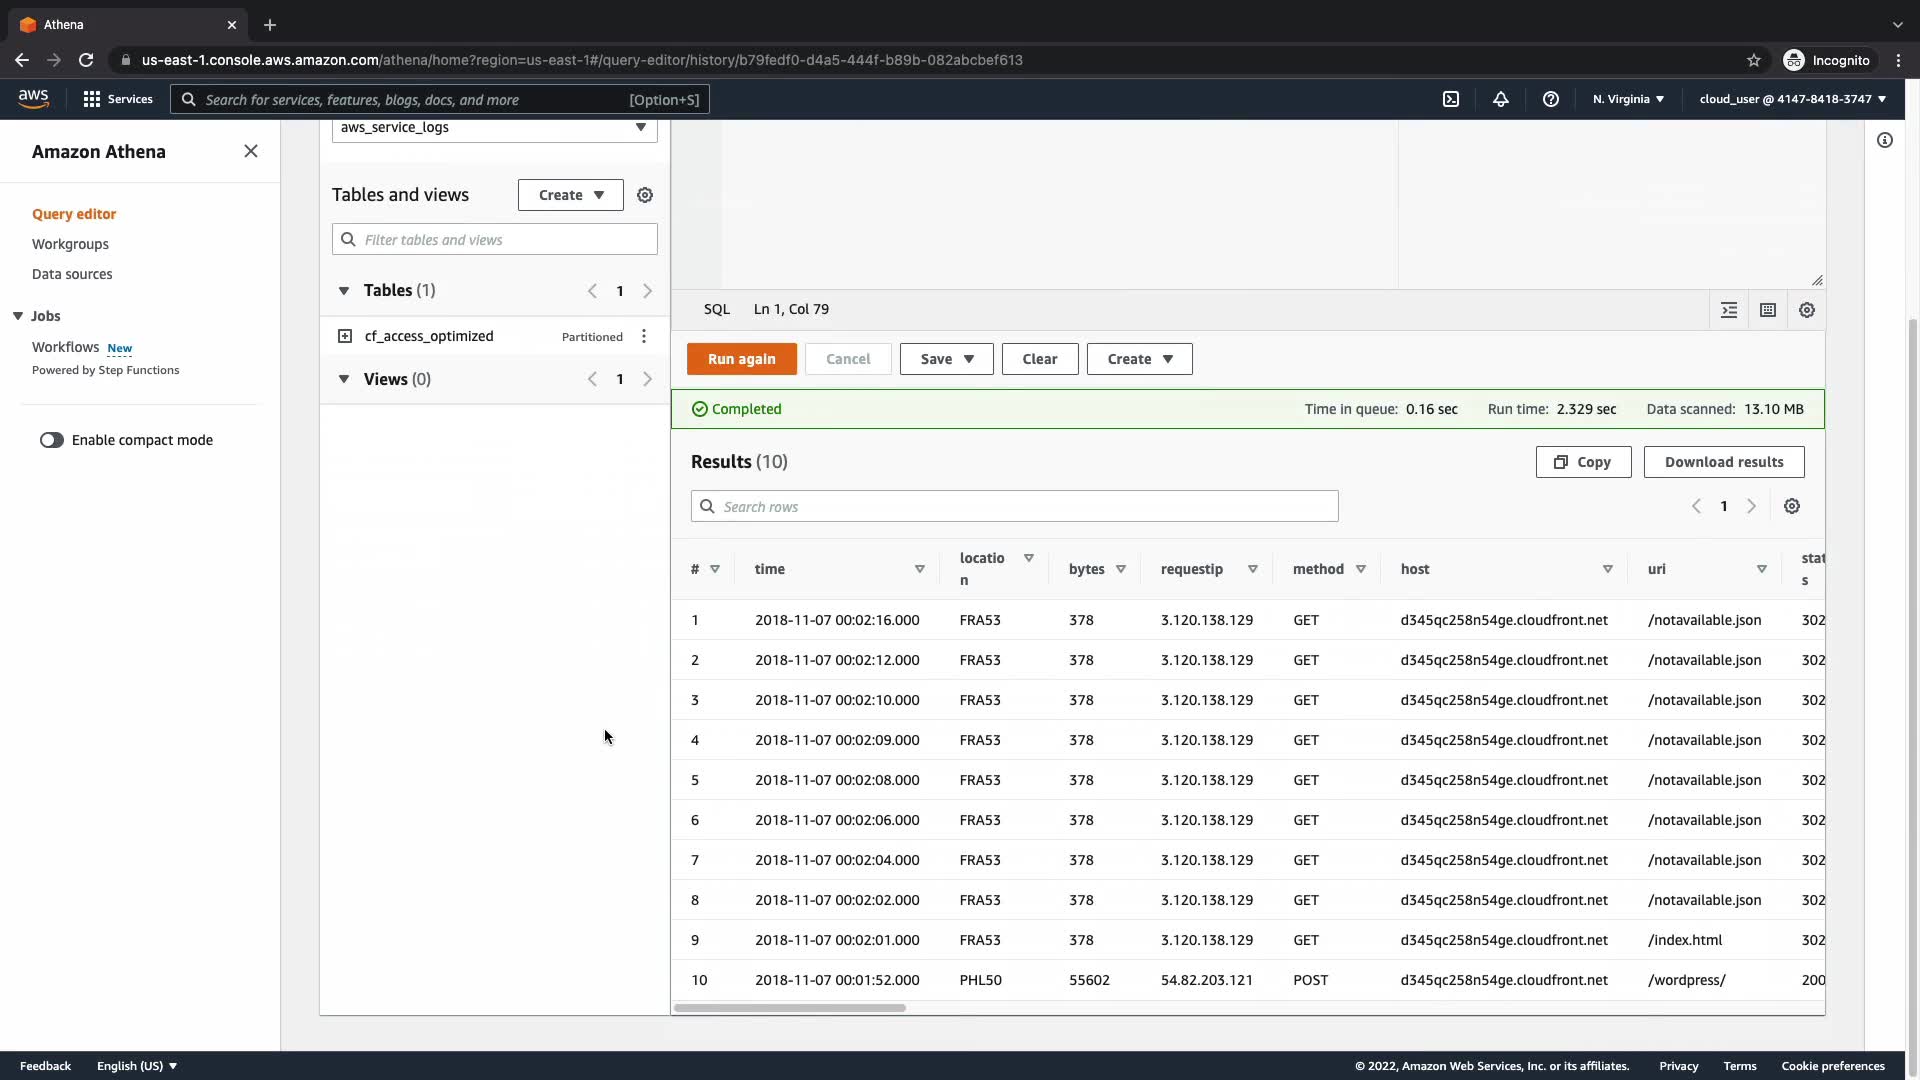 Athena
us-east-1.console.aws.amazon.com/athena/home?region=us-east-1#/query-editor/history/b79fedf0-d4a5-444f-b89b-082abcbef613
Incognito
aws
Services
Search for services, features, blogs, docs, and more [Option+S]
N. Virginia
cloud_user @ 4147-8418-3747
Amazon Athena
Query editor
Workgroups
Data sources
Jobs
Workflows New
Powered by Step Functions
Enable compact mode
aws_service_logs
Tables and views
Create
Filter tables and views
Tables (1)
1
cf_access_optimized Partitioned
Views (0)
1
SQL Ln 1, Col 79
Run again Cancel Save Clear Create
Completed Time in queue: 0.16 sec Run time: 2.329 sec Data scanned: 13.10 MB
Results (10)
Copy Download results
Search rows
1
# time locatio
n bytes requestip method host uri stat
s
1 2018-11-07 00:02:16.000 FRA53 378 3.120.138.129 GET d345qc258n54ge.cloudfront.net /notavailable.json 302
2 2018-11-07 00:02:12.000 FRA53 378 3.120.138.129 GET d345qc258n54ge.cloudfront.net /notavailable.json 302
3 2018-11-07 00:02:10.000 FRA53 378 3.120.138.129 GET d345qc258n54ge.cloudfront.net /notavailable.json 302
4 2018-11-07 00:02:09.000 FRA53 378 3.120.138.129 GET d345qc258n54ge.cloudfront.net /notavailable.json 302
5 2018-11-07 00:02:08.000 FRA53 378 3.120.138.129 GET d345qc258n54ge.cloudfront.net /notavailable.json 302
6 2018-11-07 00:02:06.000 FRA53 378 3.120.138.129 GET d345qc258n54ge.cloudfront.net /notavailable.json 302
7 2018-11-07 00:02:04.000 FRA53 378 3.120.138.129 GET d345qc258n54ge.cloudfront.net /notavailable.json 302
8 2018-11-07 00:02:02.000 FRA53 378 3.120.138.129 GET d345qc258n54ge.cloudfront.net /notavailable.json 302
9 2018-11-07 00:02:01.000 FRA53 378 3.120.138.129 GET d345qc258n54ge.cloudfront.net /index.html 302
10 2018-11-07 00:01:52.000 PHL50 55602 54.82.203.121 POST d345qc258n54ge.cloudfront.net /wordpress/ 200
Feedback English (US) © 2022, Amazon Web Services, Inc. or its affiliates. Privacy Terms Cookie preferences